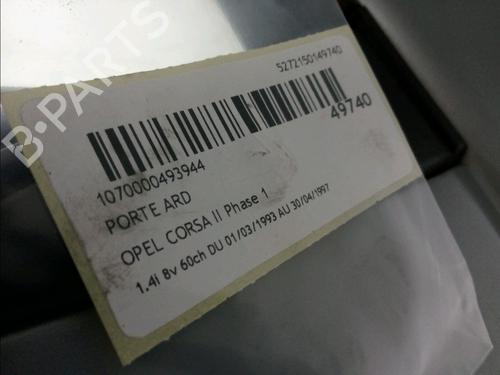 B-PARTS
5272150149740
49740
1070000493944
PORTE ARD
OPEL CORSA II Phase 1
1.4i 8v 60ch DU 01/03/1993 AU 30/04/1997